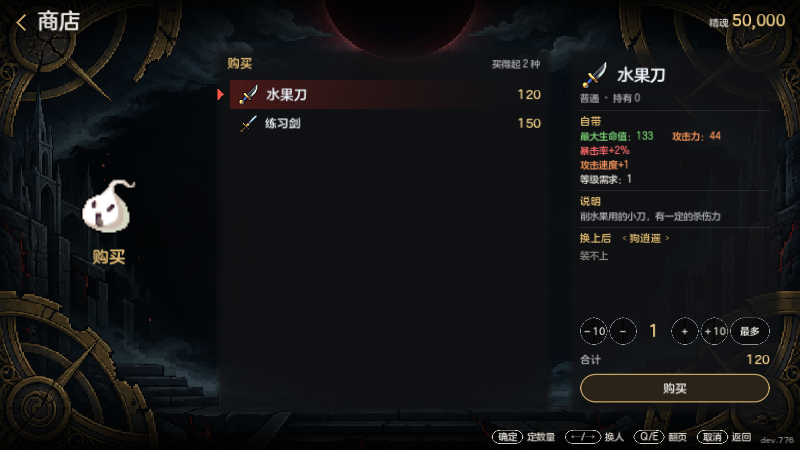 商店
精魂 50,000
购买
买得起2种
水果刀 120
练习剑 150
购买
水果刀
普通 · 持有0
自带
最大生命值：133 攻击力：44
暴击率+2%
攻击速度+1
等级需求：1
说明
削水果用的小刀，有一定的杀伤力
换上后 <狗逍遥>
装不上
-10 - 1 + +10 最多
合计 120
购买
确定 定数量 ←/→ 换人 Q/E 翻页 取消 返回
dev.776